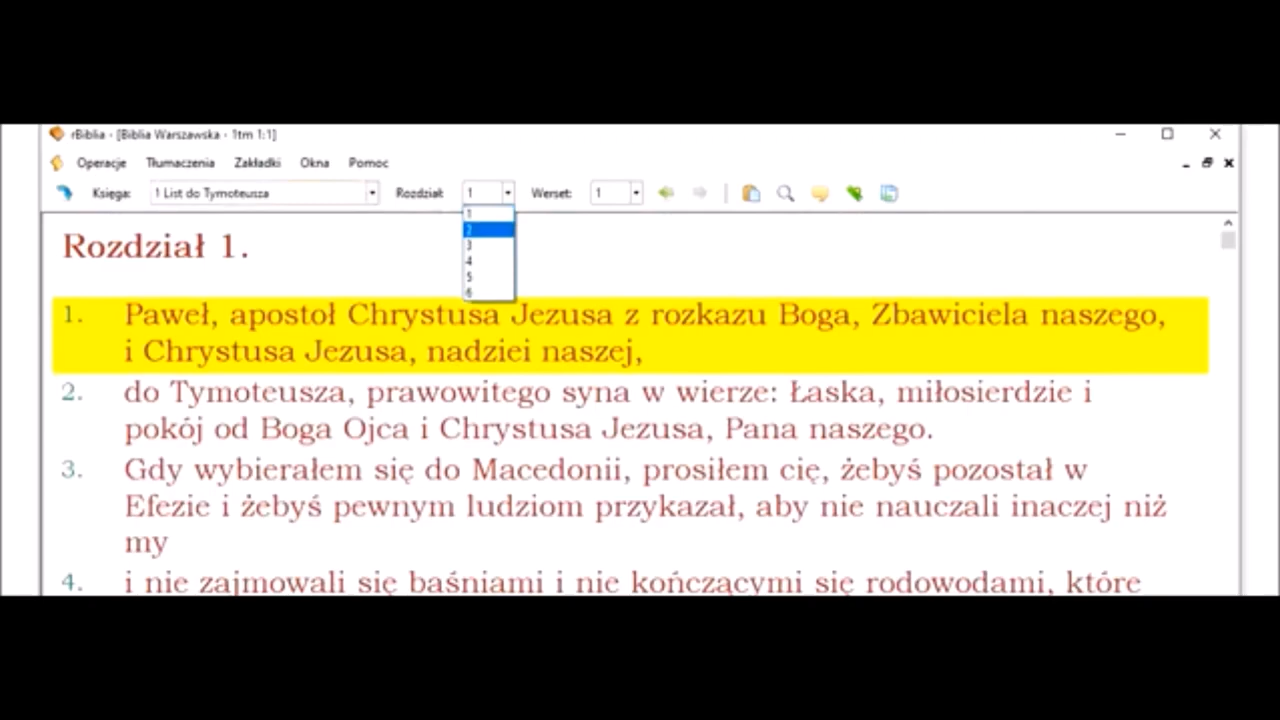 rBiblia - [Biblia Warszawska - 1tm 1:1]
Operacje Tłumaczenia Zakładki Okna Pomoc
Księga: 1 List do Tymoteusza Rozdział: 1 Werset: 1
1
2
3
4
5
6
Rozdział 1.
1. Paweł, apostoł Chrystusa Jezusa z rozkazu Boga, Zbawiciela naszego,
i Chrystusa Jezusa, nadziei naszej,
2. do Tymoteusza, prawowitego syna w wierze: Łaska, miłosierdzie i
pokój od Boga Ojca i Chrystusa Jezusa, Pana naszego.
3. Gdy wybierałem się do Macedonii, prosiłem cię, żebyś pozostał w
Efezie i żebyś pewnym ludziom przykazał, aby nie nauczali inaczej niż
my
4. i nie zajmowali się baśniami i nie kończącymi się rodowodami, które